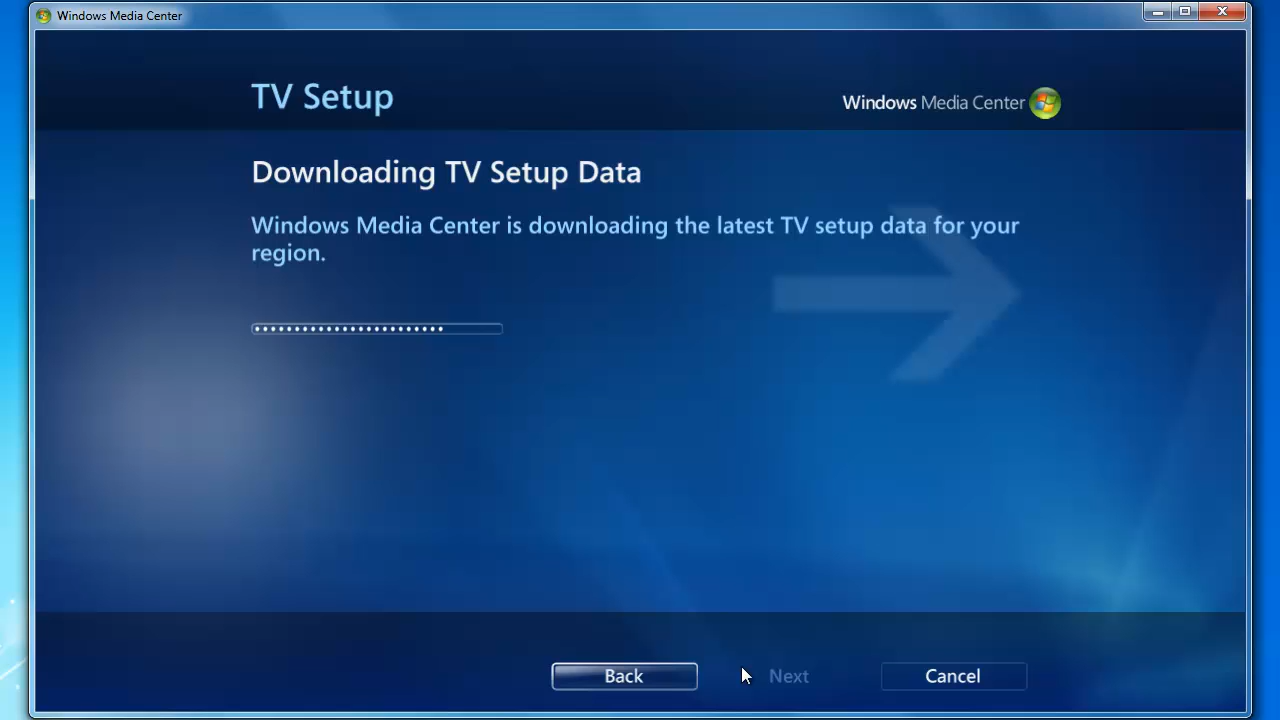 Windows Media Center
TV Setup
Windows Media Center
Downloading TV Setup Data
Windows Media Center is downloading the latest TV setup data for your
region.
Back
Next
Cancel